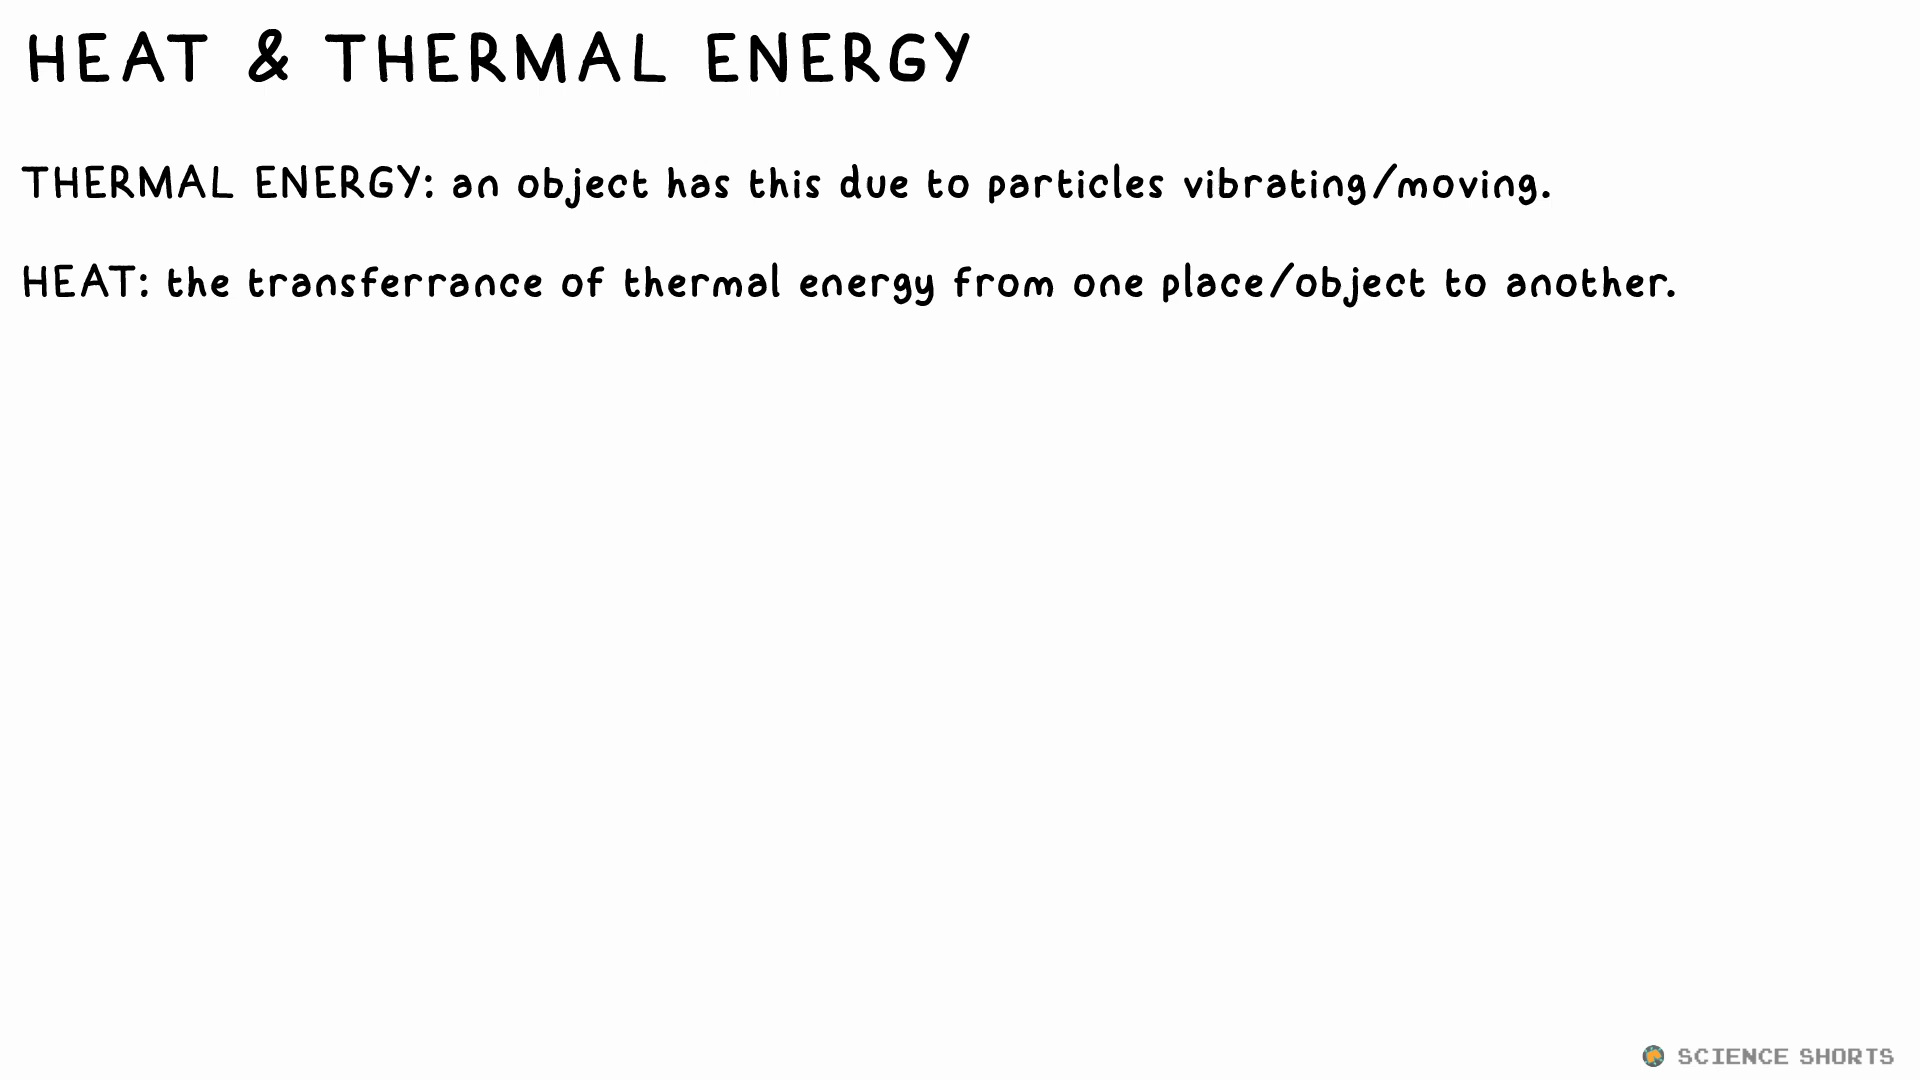 HEAT & THERMAL ENERGY
THERMAL ENERGY: an object has this due to particles vibrating/moving.
HEAT: the transferrance of thermal energy from one place/object to another.
SCIENCE SHORTS